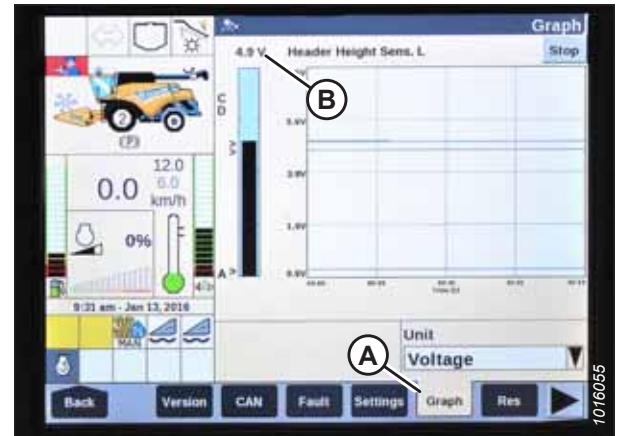 Graph
4.9 V
Header Height Sens. L
Stop
B
C
D
2
(P)
12.0
6.0
0.0
km/h
0%
E
A
9:31 am - Jan 13, 2016
MAN
Unit
A
Voltage
Back
Version
CAN
Fault
Settings
Graph
Res
1016055